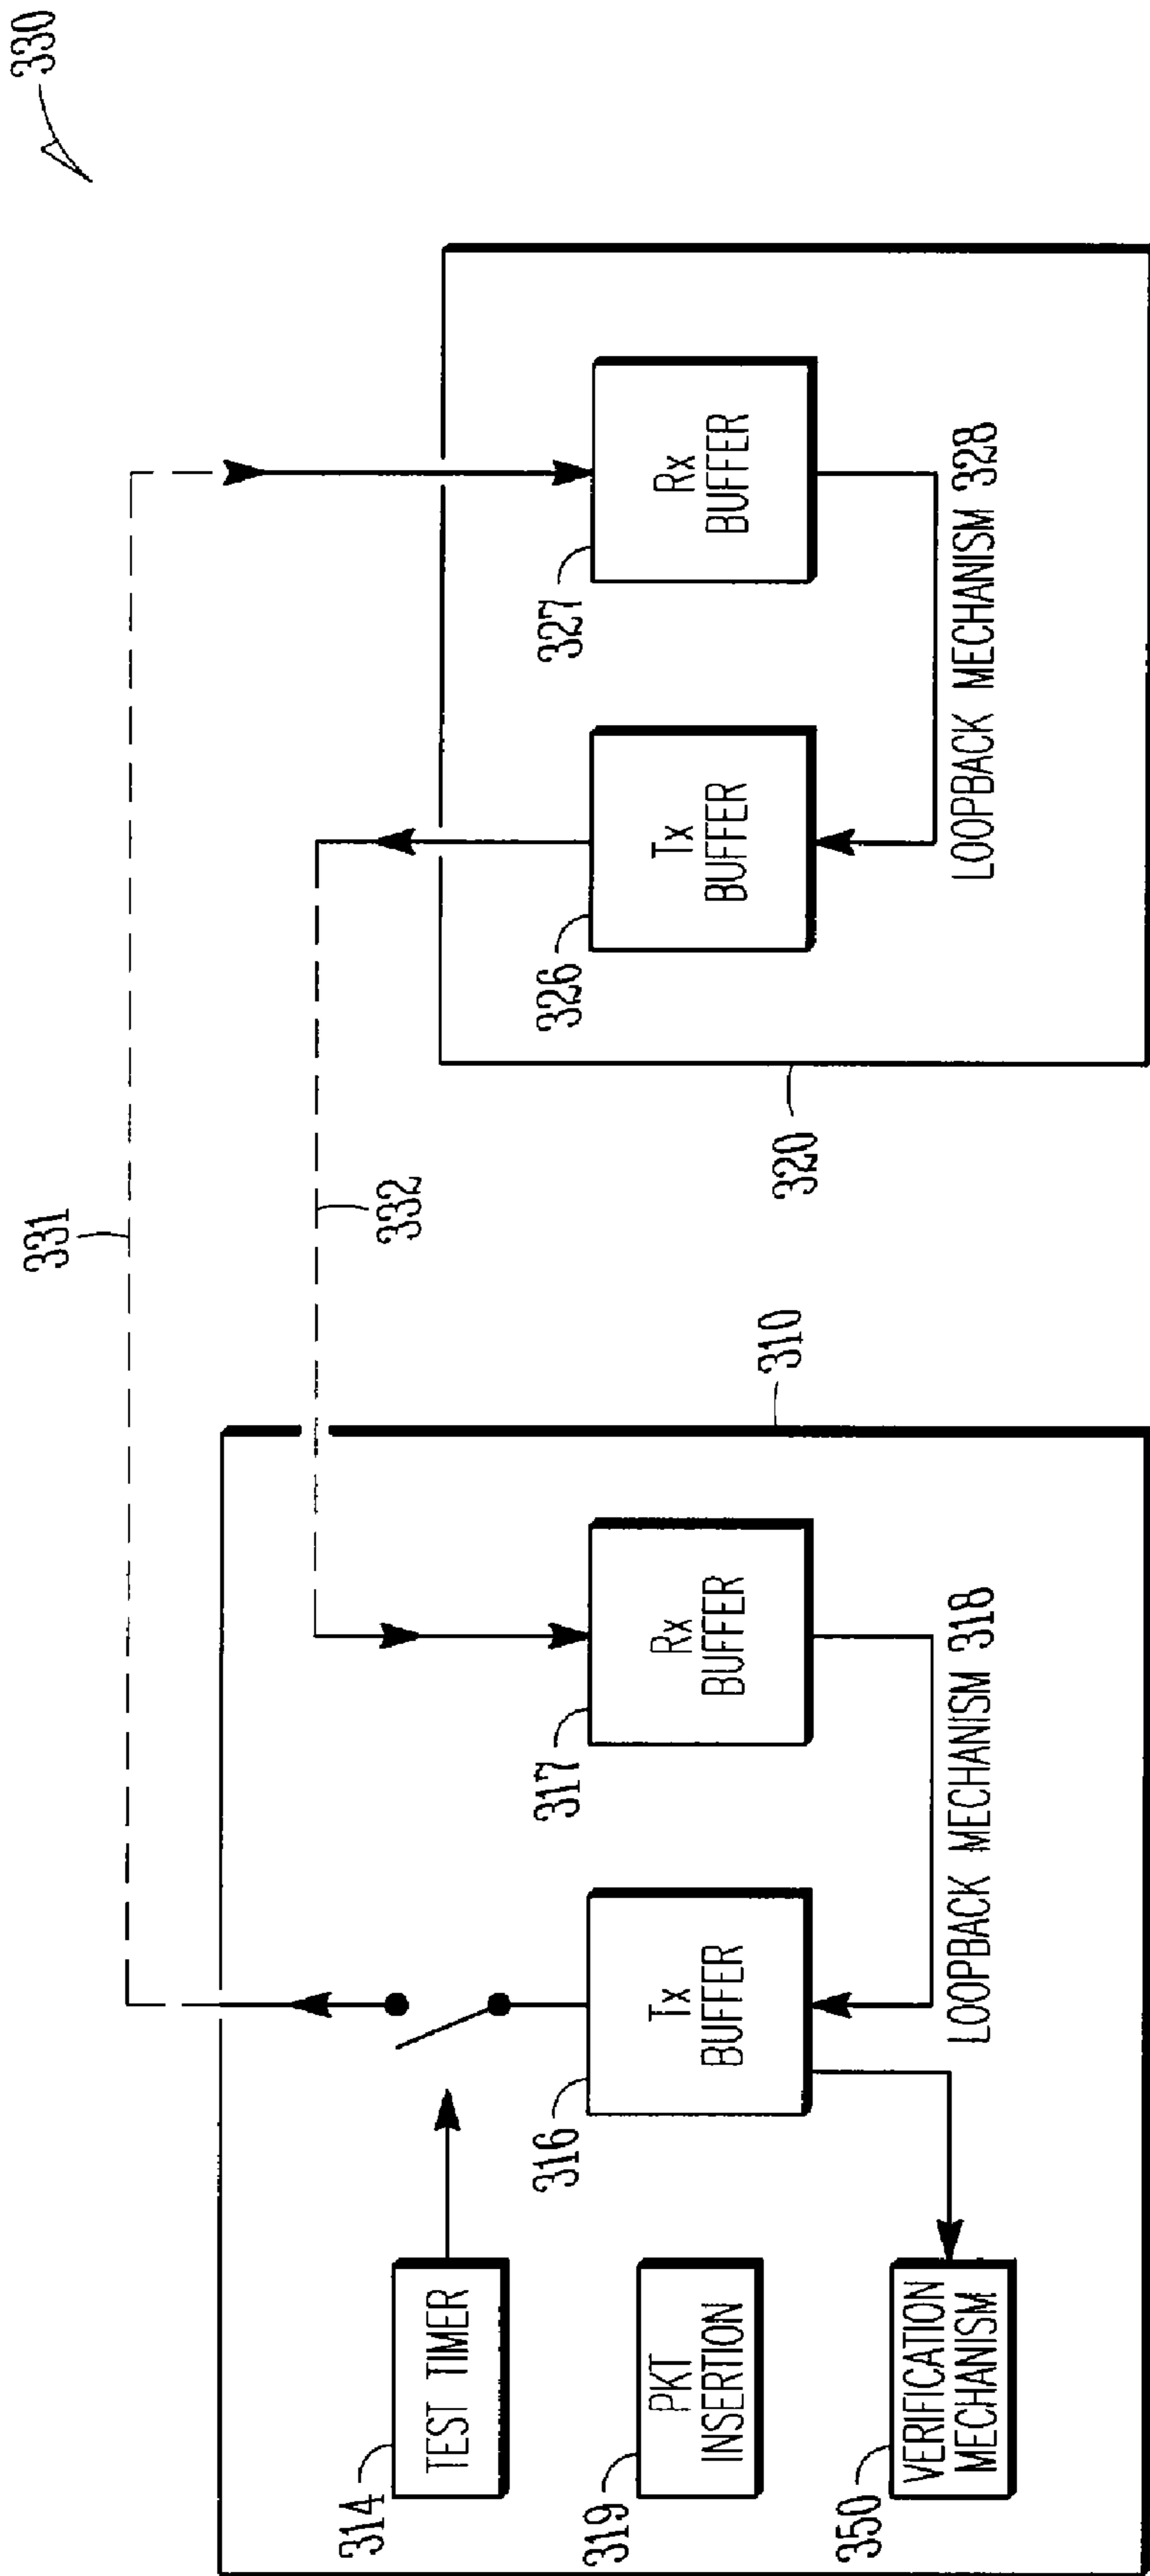 330
331
332
310
320
314
TEST TIMER
319
PKT
INSERTION
350
VERIFICATION
MECHANISM
316
Tx
BUFFER
317
Rx
BUFFER
LOOPBACK MECHANISM 318
326
Tx
BUFFER
327
Rx
BUFFER
LOOPBACK MECHANISM 328